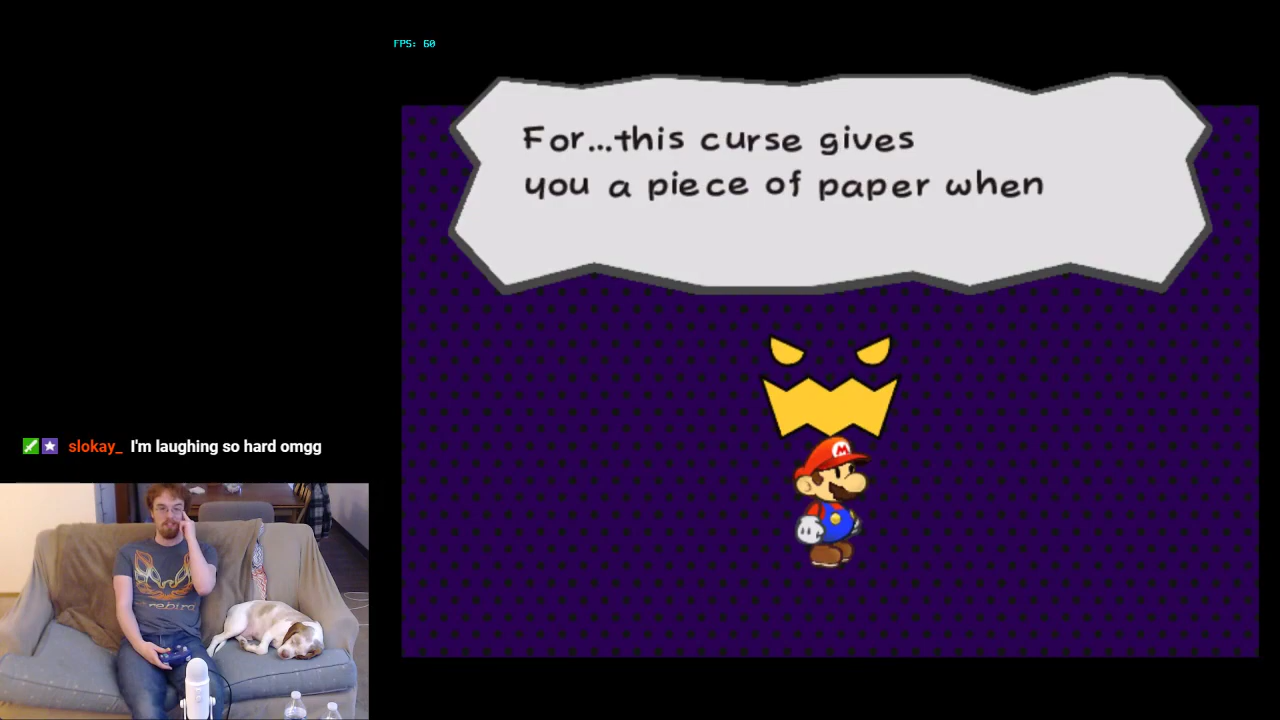 FPS: 60
For...this curse gives
you a piece of paper when
M
slokay_ I'm laughing so hard omgg